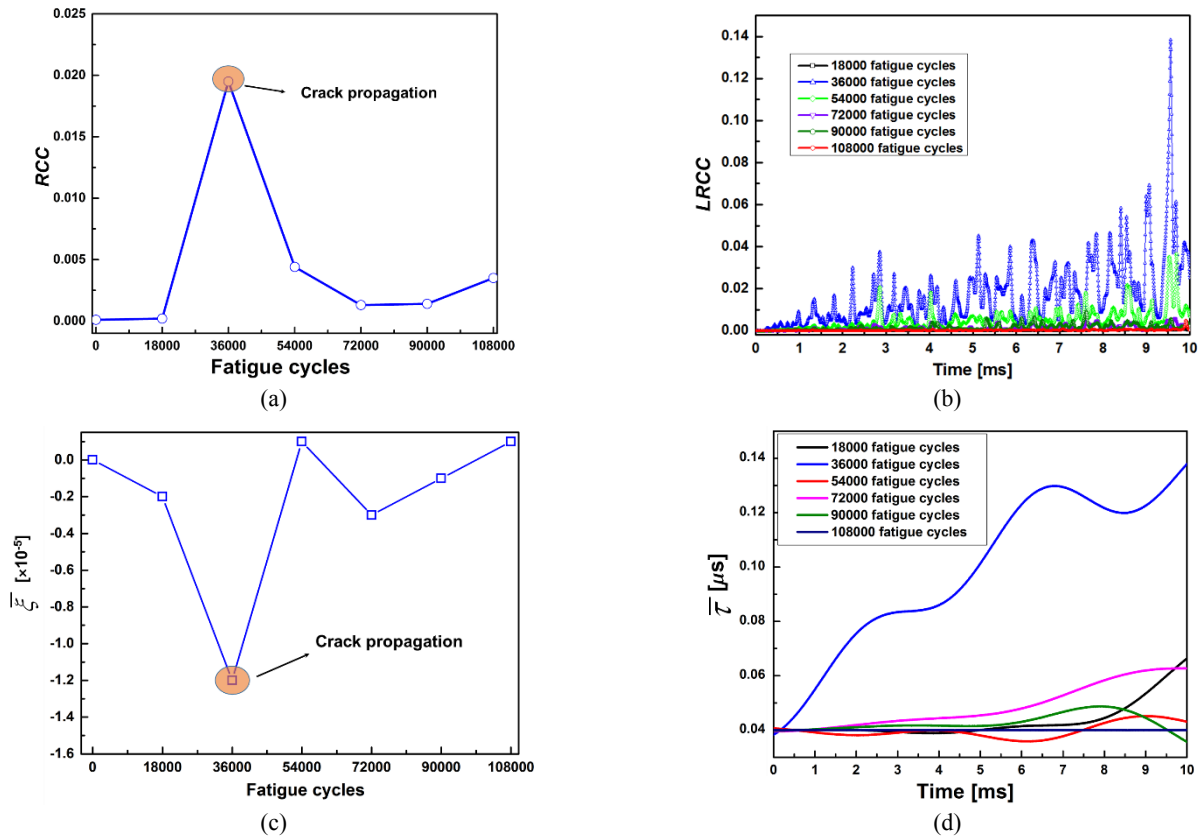 RCC
0.025
0.020
0.015
0.010
0.005
0.000
Crack propagation
0 18000 36000 54000 72000 90000 108000
Fatigue cycles
(a)
LRCC
0.14
0.12
0.10
0.08
0.06
0.04
0.02
0.00
18000 fatigue cycles
36000 fatigue cycles
54000 fatigue cycles
72000 fatigue cycles
90000 fatigue cycles
108000 fatigue cycles
0 1 2 3 4 5 6 7 8 9 10
Time [ms]
(b)
ξ̅ [×10⁻⁵]
0.0
-0.2
-0.4
-0.6
-0.8
-1.0
-1.2
-1.4
-1.6
Crack propagation
0 18000 36000 54000 72000 90000 108000
Fatigue cycles
(c)
τ̅ [μs]
0.14
0.12
0.10
0.08
0.06
0.04
18000 fatigue cycles
36000 fatigue cycles
54000 fatigue cycles
72000 fatigue cycles
90000 fatigue cycles
108000 fatigue cycles
0 1 2 3 4 5 6 7 8 9 10
Time [ms]
(d)